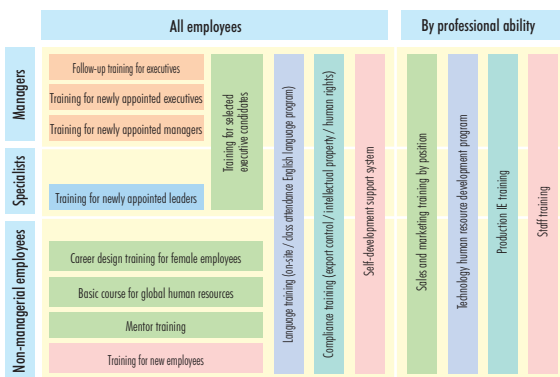 All employees
By professional ability
Managers
Follow-up training for executives
Training for newly appointed executives
Training for newly appointed managers
Specialists
Training for newly appointed leaders
Non-managerial employees
Career design training for female employees
Basic course for global human resources
Mentor training
Training for new employees
Training for selected
executive candidates
Language training (on-site / class attendance English language program)
Compliance training (export control / intellectual property / human rights)
Self-development support system
Sales and marketing training by position
Technology human resource development program
Production IE training
Staff training